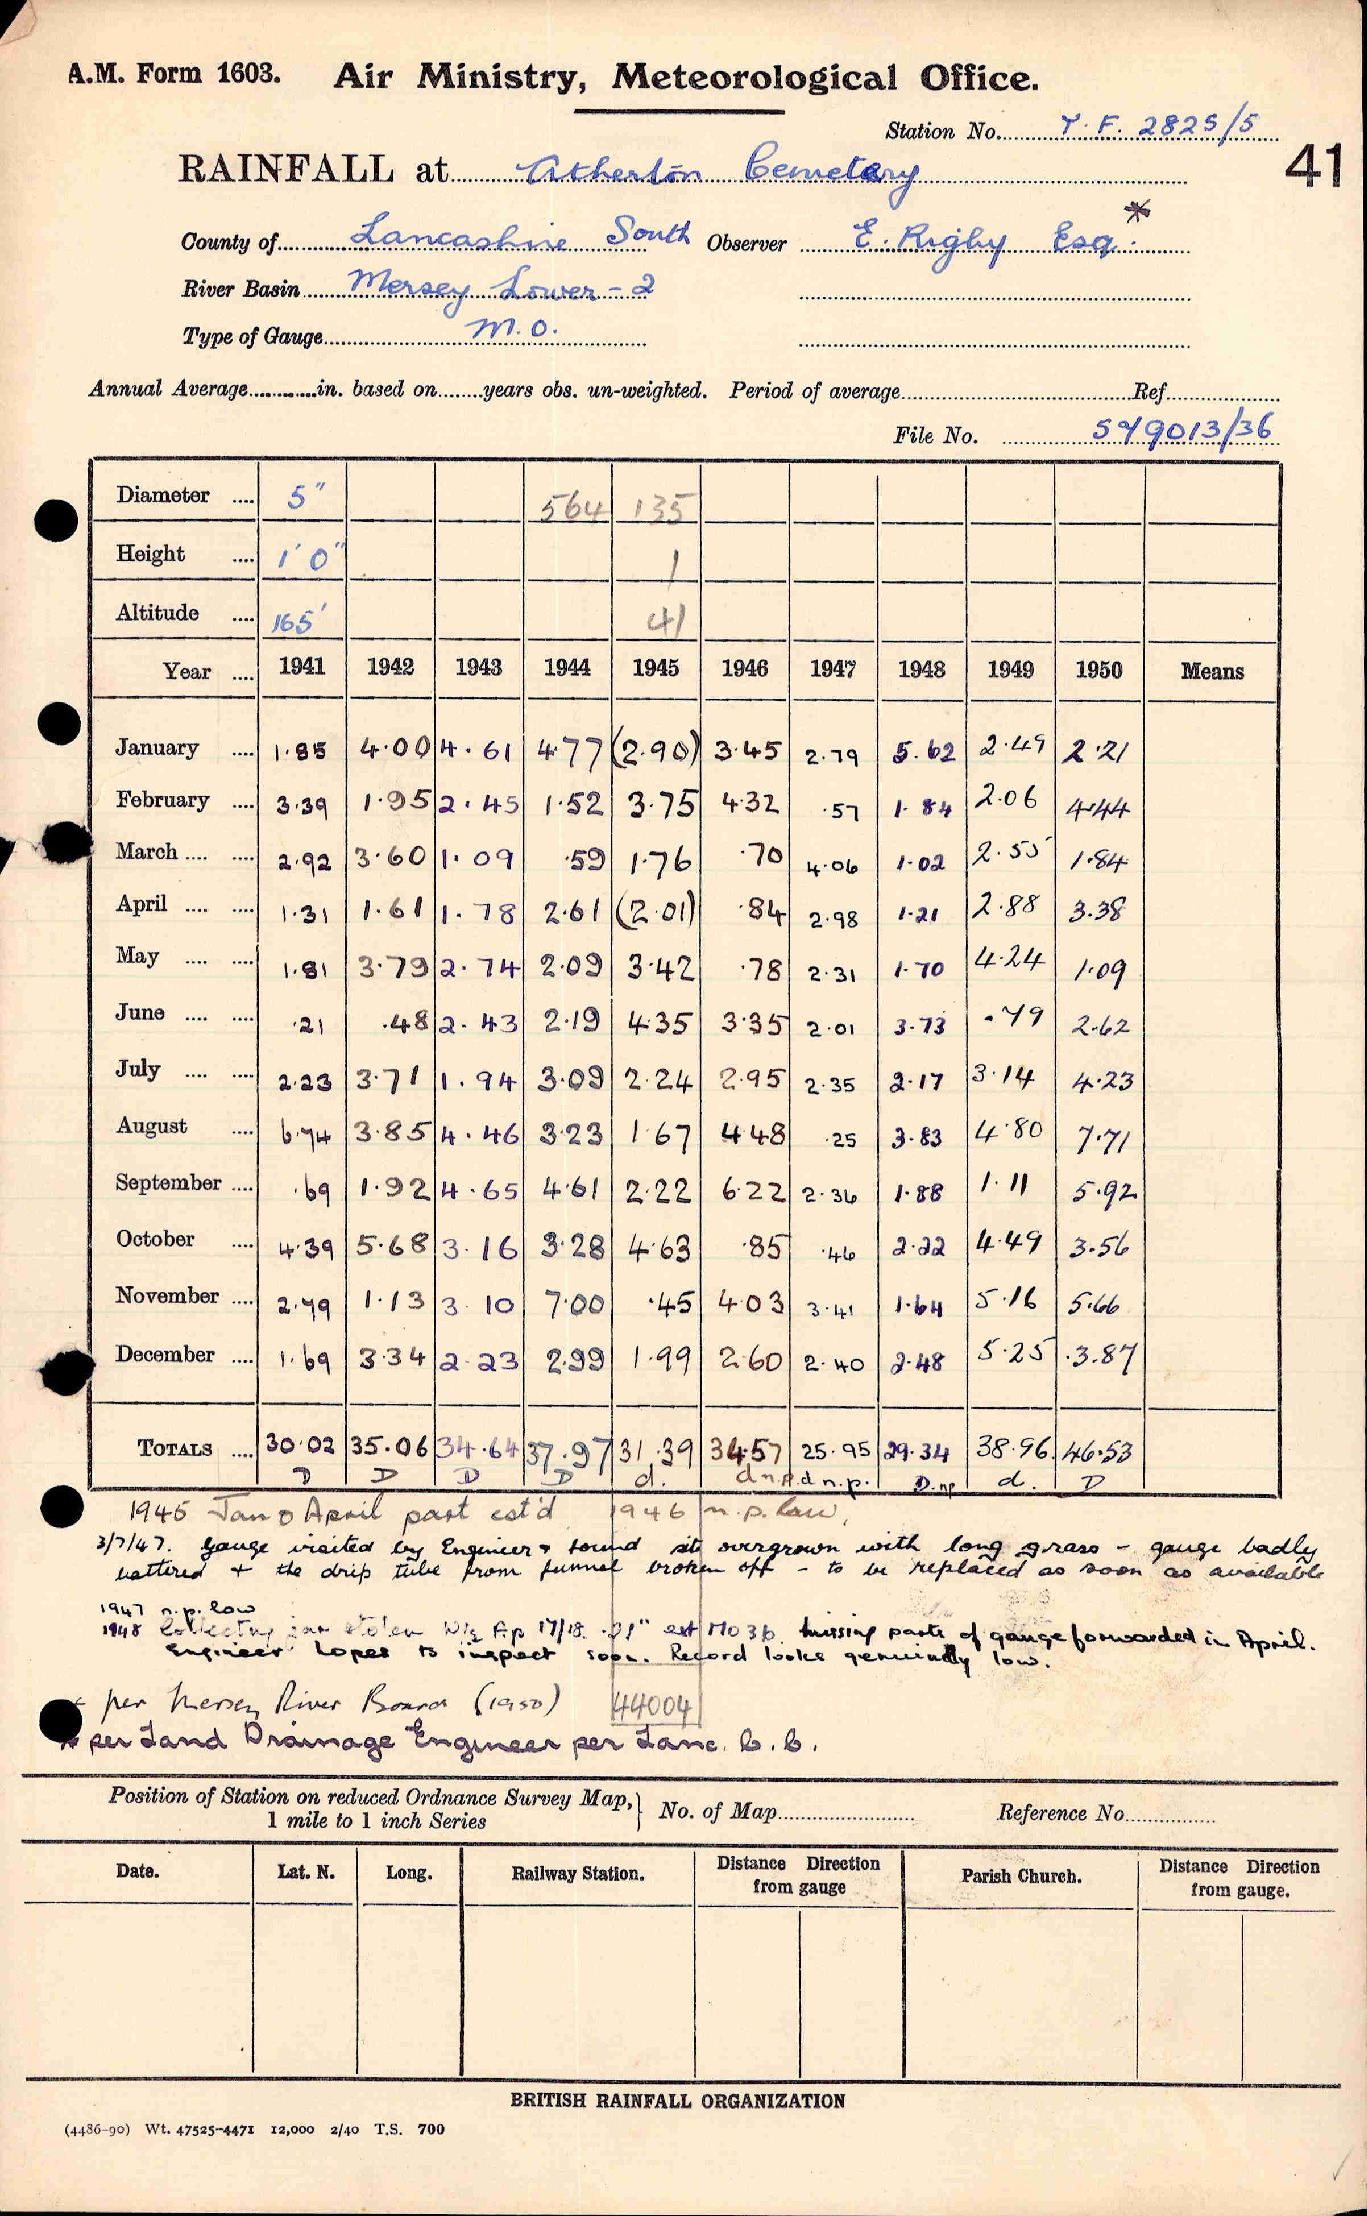 A.M. Form 1603. Air Ministry, Meteorological Office.
Station No. T.F. 2825/5
41
RAINFALL at Atherton Cemetery
County of Lancashire South Observer E. Rigby Esq. *
River Basin Mersey Lower - 2
Type of Gauge M.O.
Annual Average in. based on years obs. un-weighted. Period of average Ref.
File No. 579013/36
Diameter 5" 564 135
Height 1' 0" 1
Altitude 165' 41
Year 1941 1942 1943 1944 1945 1946 1947 1948 1949 1950 Means
January 1.85 4.00 4.61 4.77 (2.90) 3.45 2.79 5.62 2.49 2.21
February 3.39 1.95 2.45 1.52 3.75 4.32 .57 1.84 2.06 4.44
March 2.92 3.60 1.09 .59 1.76 .70 4.06 1.02 2.55 1.84
April 1.31 1.61 1.78 2.61 (2.01) .84 2.98 1.21 2.88 3.38
May 1.81 3.79 2.74 2.09 3.42 .78 2.31 1.70 4.24 1.09
June .21 .48 2.43 2.19 4.35 3.35 2.01 3.73 .79 2.62
July 2.23 3.71 1.94 3.09 2.24 2.95 2.35 2.17 3.14 4.23
August 6.74 3.85 4.46 3.23 1.67 4.48 .25 3.83 4.80 7.71
September .69 1.92 4.65 4.61 2.22 6.22 2.36 1.88 1.11 5.92
October 4.39 5.68 3.16 3.28 4.63 .85 .46 2.22 4.49 3.56
November 2.79 1.13 3.10 7.00 .45 4.03 3.41 1.64 5.16 5.66
December 1.69 3.34 2.23 2.99 1.99 2.60 2.40 2.48 5.25 3.87
TOTALS 30.02 35.06 34.64 37.97 31.39 34.57 25.95 29.34 38.96 46.53
D D D D d. d n.p. d n.p. D. np d. D
1945 Jan & April part est'd 1946 n.p. low,
3/7/47. Gauge visited by Engineer & found it overgrown with long grass - gauge badly
battered & the drip tube from funnel broken off - to be replaced as soon as available
1947 n.p. low
1948 Collecting jar stolen Ap 17/18 .21" est MO3b. Missing parts of gauge forwarded in April.
Engineer hopes to inspect soon. Record looks genuinely low.
per Mersey River Board (1950) 44004
* per Land Drainage Engineer per Lanc. C.C.
Position of Station on reduced Ordnance Survey Map, 1 mile to 1 inch Series } No. of Map Reference No.
Date. Lat. N. Long. Railway Station. Distance Direction from gauge Parish Church. Distance Direction from gauge.
BRITISH RAINFALL ORGANIZATION
(4486-90) Wt. 47525-4471 12,000 2/40 T.S. 700